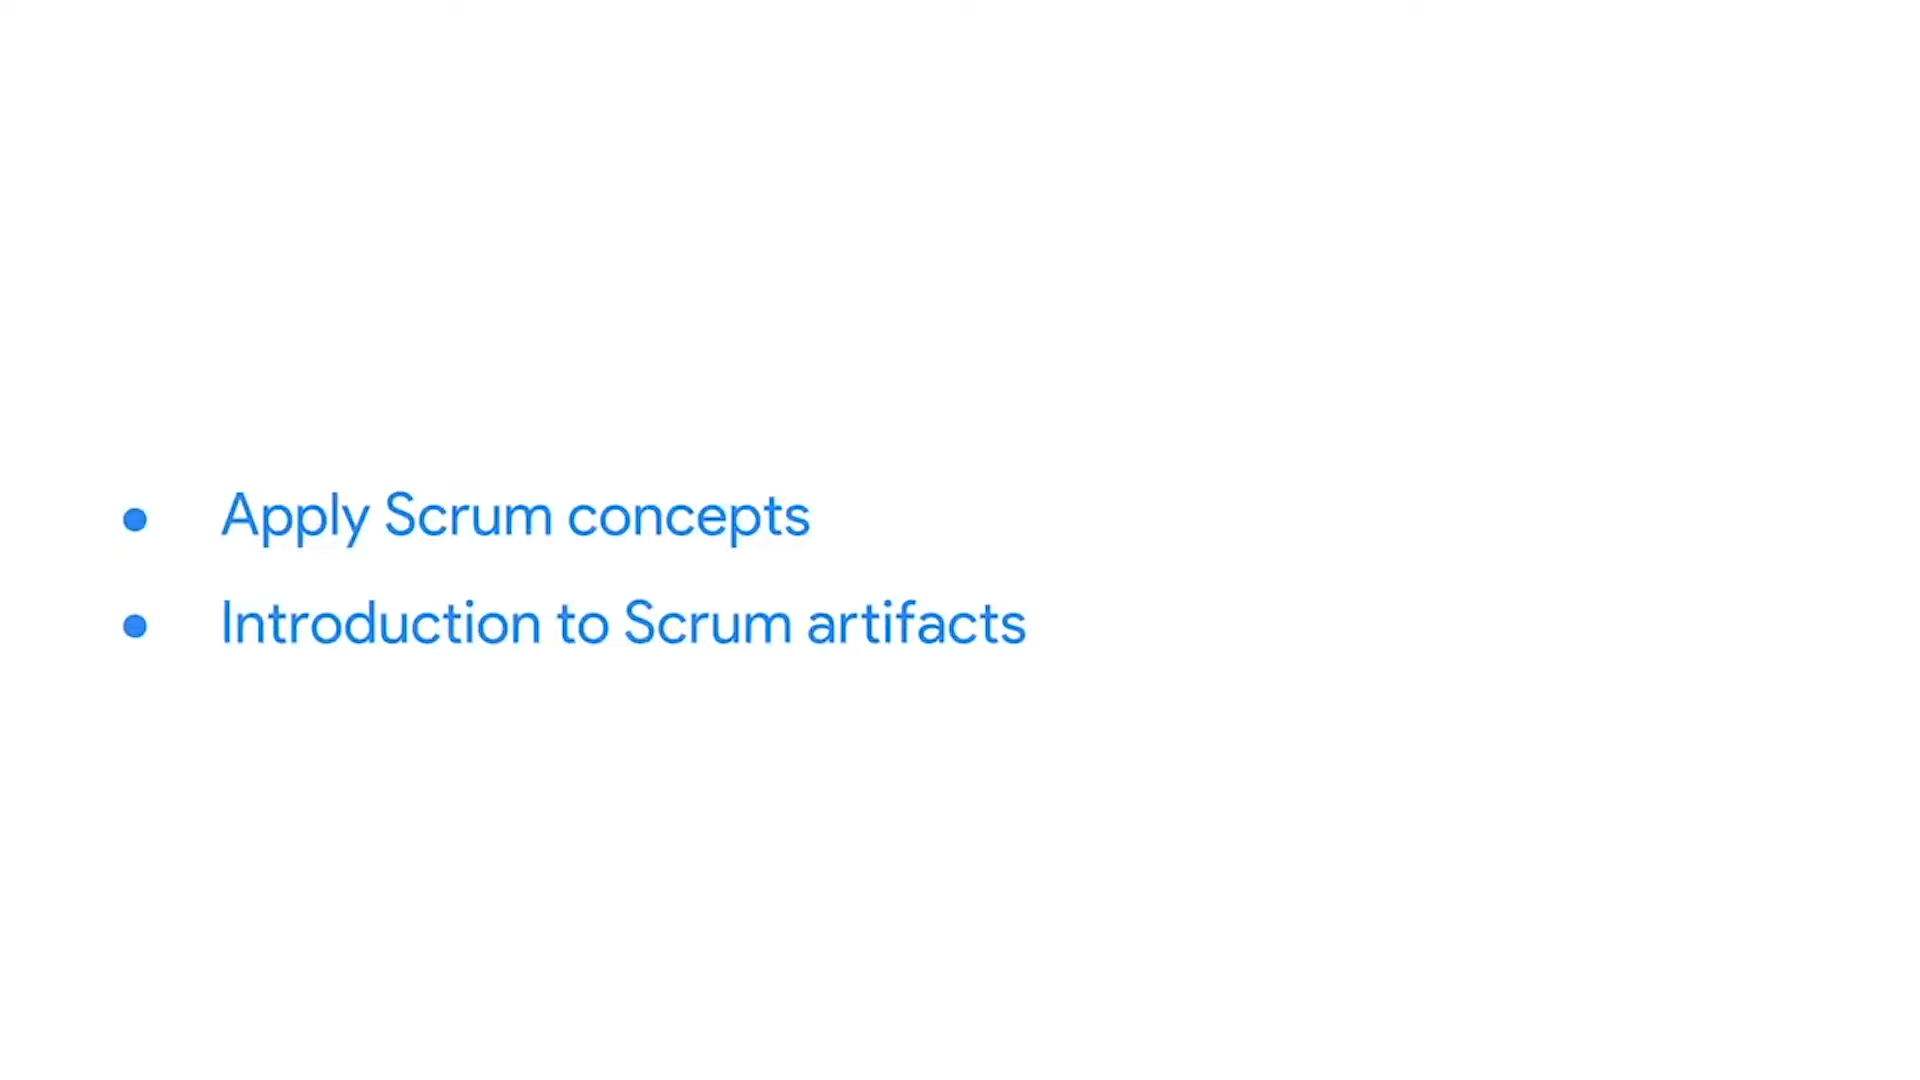 • Apply Scrum concepts
• Introduction to Scrum artifacts